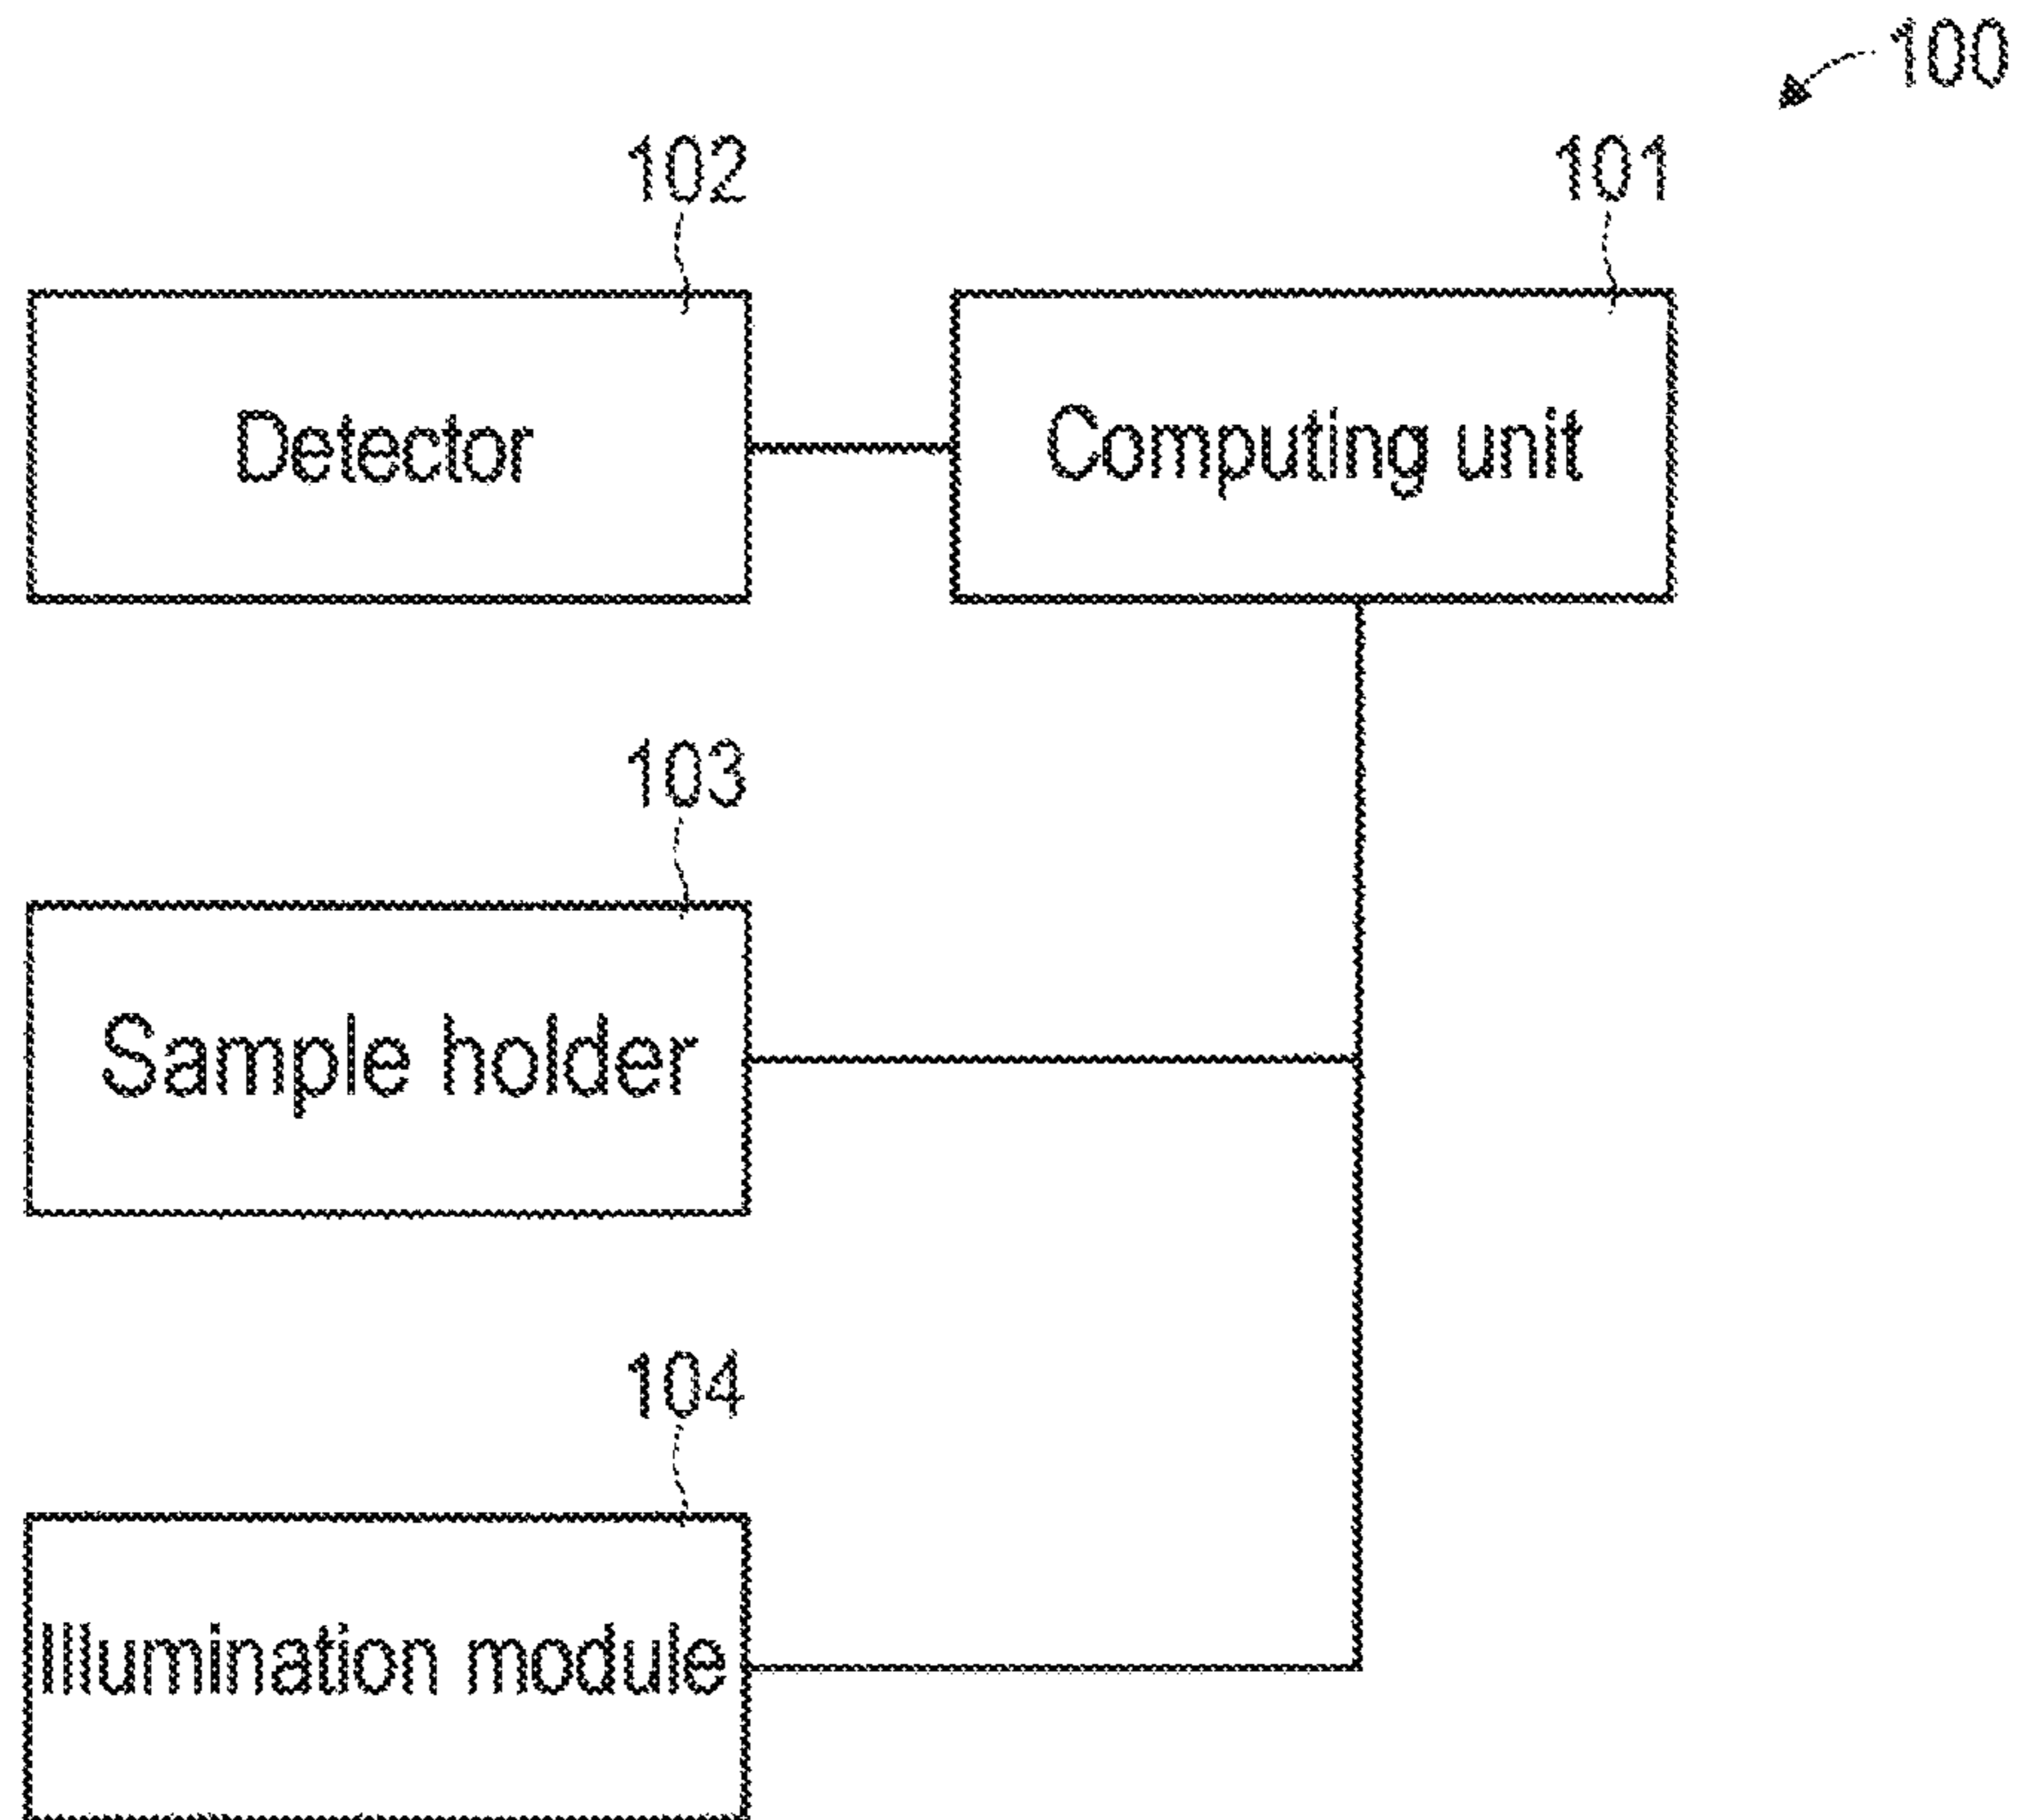 100
102
101
Detector
Computing unit
103
Sample holder
104
Illumination module